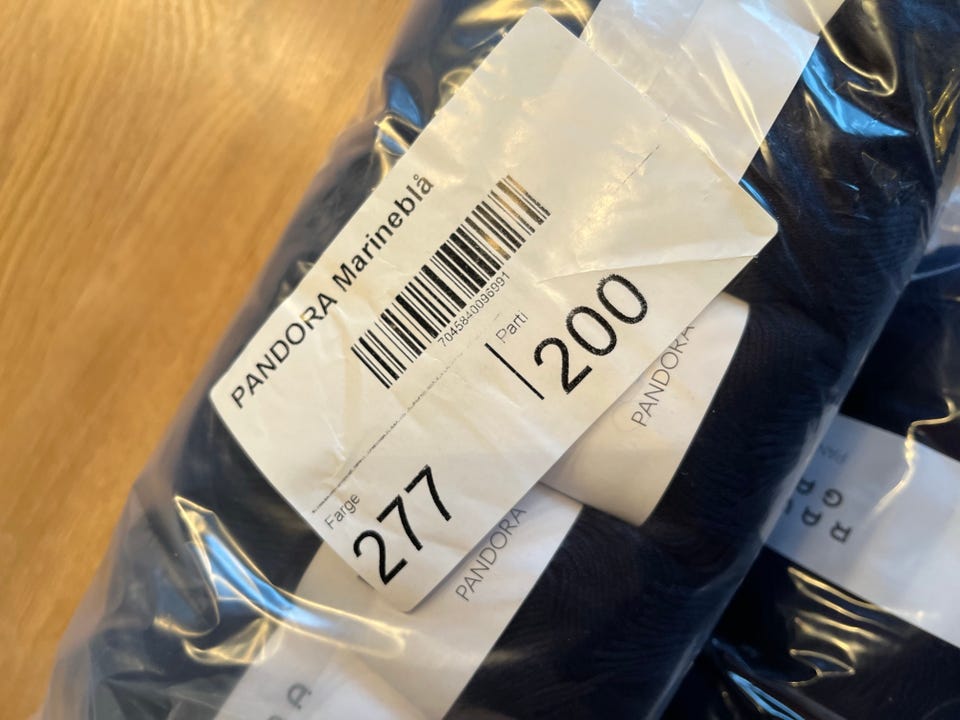 PANDORA Marineblå
7045840096991
Farge
277
Parti
200
PANDORA
PANDORA